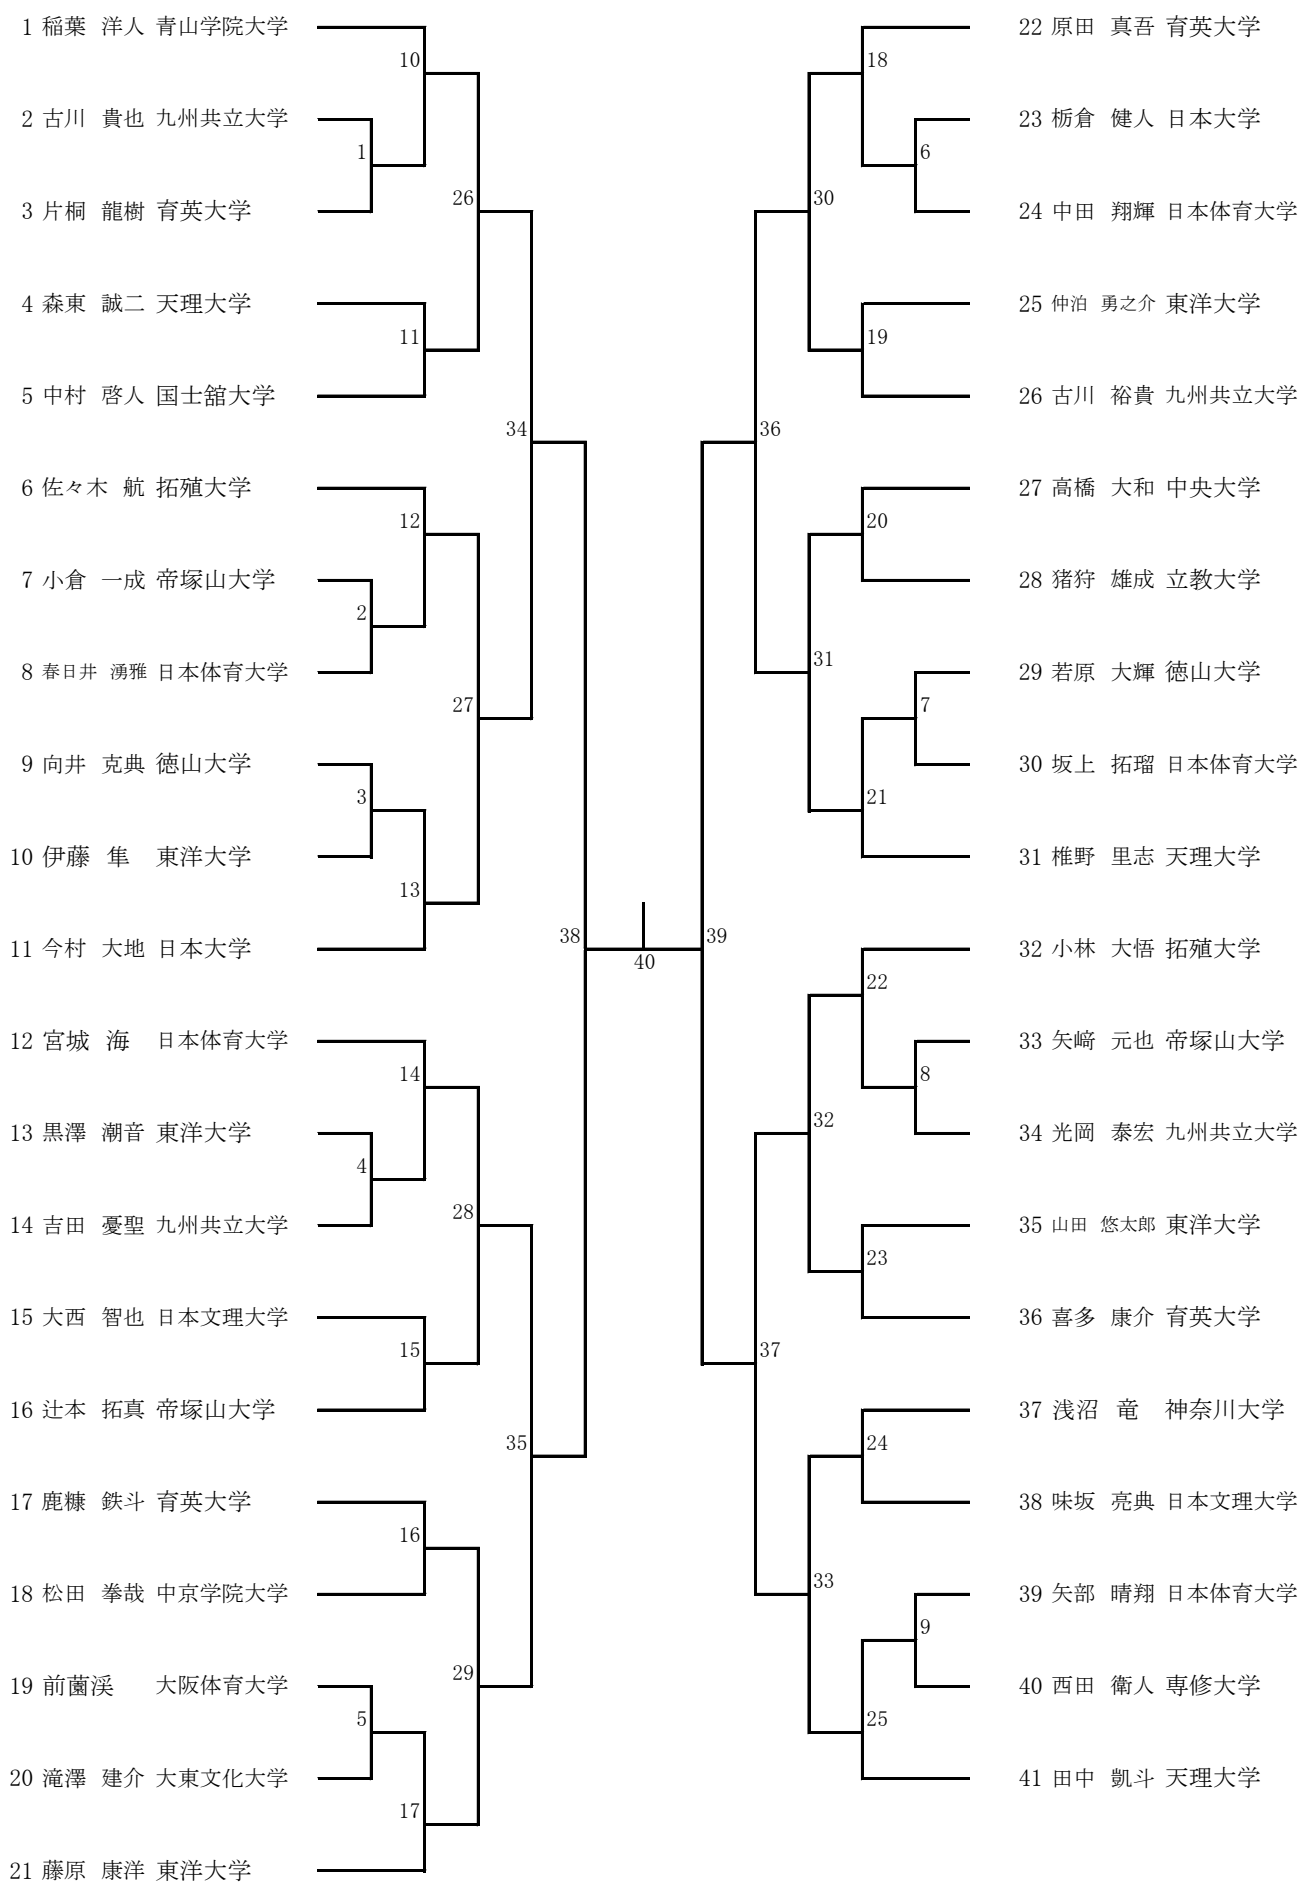 1 稲葉 洋人 青山学院大学
10
2 古川 貴也 九州共立大学
1
3 片桐 龍樹 育英大学
26
4 森東 誠二 天理大学
11
5 中村 啓人 国士舘大学
34
6 佐々木 航 拓殖大学
12
7 小倉 一成 帝塚山大学
2
8 春日井 湧雅 日本体育大学
27
9 向井 克典 徳山大学
3
10 伊藤 隼 東洋大学
13
11 今村 大地 日本大学
38
12 宮城 海 日本体育大学
14
13 黒澤 潮音 東洋大学
4
14 吉田 憂聖 九州共立大学
28
15 大西 智也 日本文理大学
15
16 辻本 拓真 帝塚山大学
35
17 鹿糠 鉄斗 育英大学
16
18 松田 拳哉 中京学院大学
19 前薗渓 大阪体育大学
29
5
20 滝澤 建介 大東文化大学
17
21 藤原 康洋 東洋大学
40
22 原田 真吾 育英大学
18
23 栃倉 健人 日本大学
6
24 中田 翔輝 日本体育大学
30
25 仲泊 勇之介 東洋大学
19
26 古川 裕貴 九州共立大学
36
27 高橋 大和 中央大学
20
28 猪狩 雄成 立教大学
31
29 若原 大輝 徳山大学
7
30 坂上 拓瑠 日本体育大学
21
31 椎野 里志 天理大学
39
32 小林 大悟 拓殖大学
22
33 矢﨑 元也 帝塚山大学
8
34 光岡 泰宏 九州共立大学
32
35 山田 悠太郎 東洋大学
23
36 喜多 康介 育英大学
37
37 浅沼 竜 神奈川大学
24
38 味坂 亮典 日本文理大学
33
39 矢部 晴翔 日本体育大学
9
40 西田 衛人 専修大学
25
41 田中 凱斗 天理大学